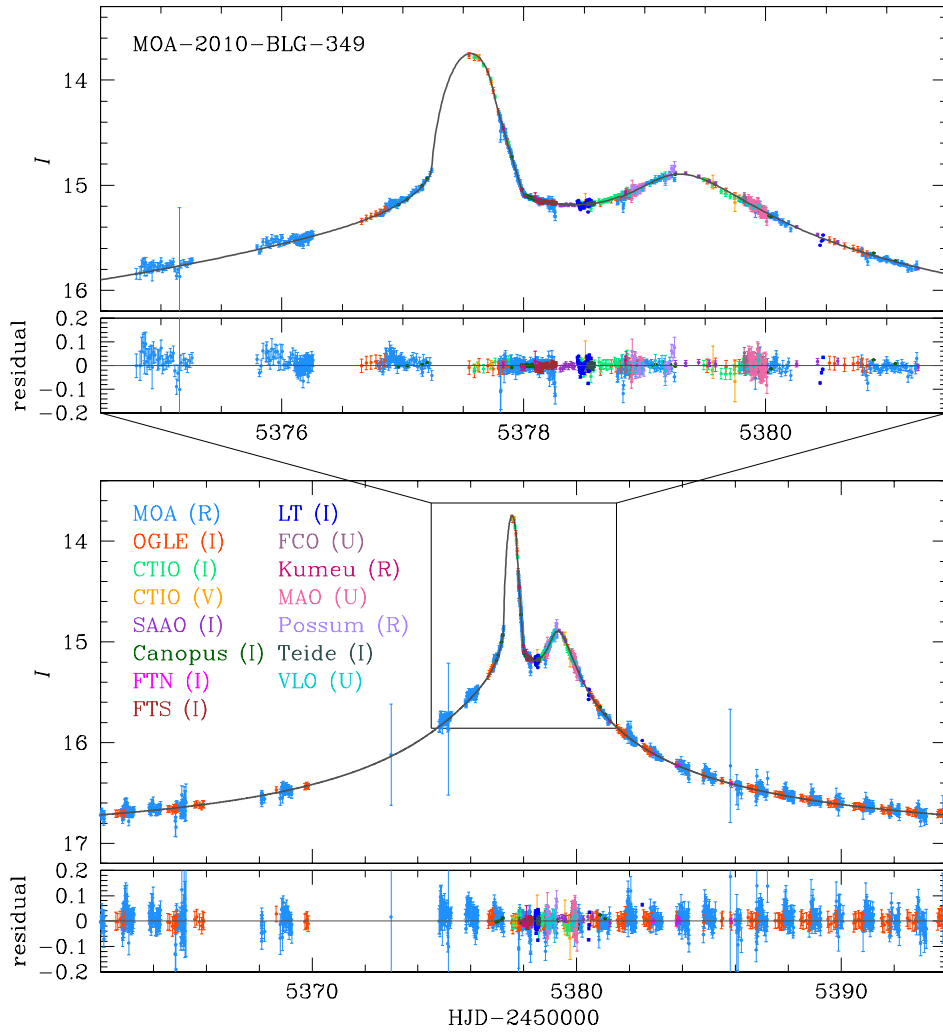 MOA-2010-BLG-349
14
15
16
I
0.2
0.1
0
-0.1
-0.2
residual
5376
5378
5380
14
15
16
17
I
MOA (R)
OGLE (I)
CTIO (I)
CTIO (V)
SAAO (I)
Canopus (I)
FTN (I)
FTS (I)
LT (I)
FCO (U)
Kumeu (R)
MAO (U)
Possum (R)
Teide (I)
VLO (U)
0.2
0.1
0
-0.1
-0.2
residual
5370
5380
5390
HJD-2450000